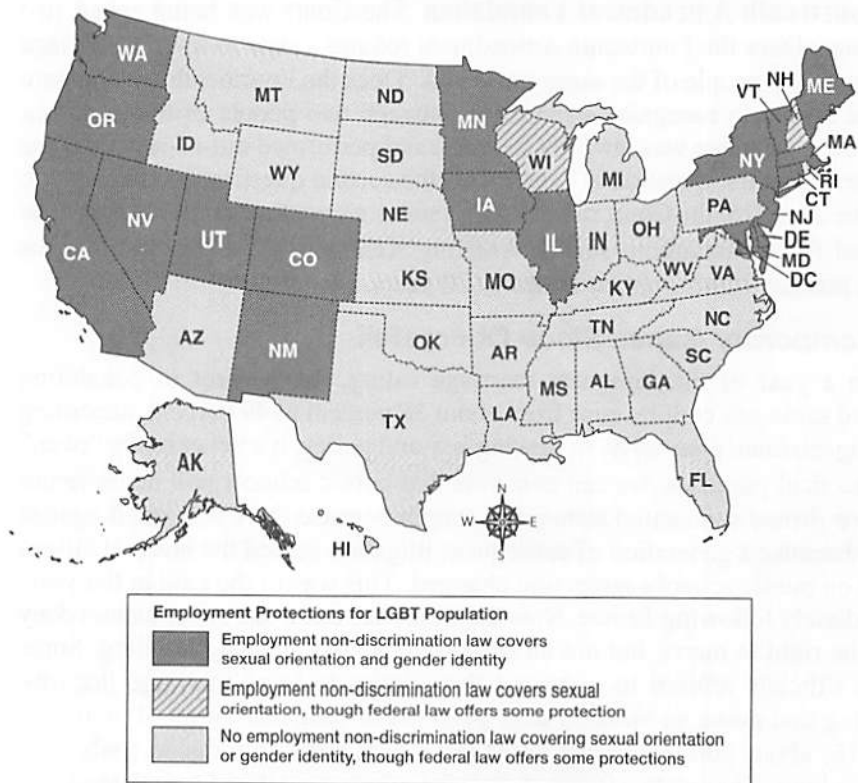 WA
MT
ND
MN
VT
NH
ME
OR
ID
SD
WI
NY
MA
WY
MI
RI
CT
NV
NE
IA
PA
NJ
UT
IL
IN
OH
DE
CA
CO
MD
KS
MO
WV
VA
DC
KY
AZ
NM
OK
AR
TN
NC
SC
MS
AL
GA
TX
LA
AK
FL
HI
N
W
E
S
Employment Protections for LGBT Population
Employment non-discrimination law covers
sexual orientation and gender identity
Employment non-discrimination law covers sexual
orientation, though federal law offers some protection
No employment non-discrimination law covering sexual orientation
or gender identity, though federal law offers some protections